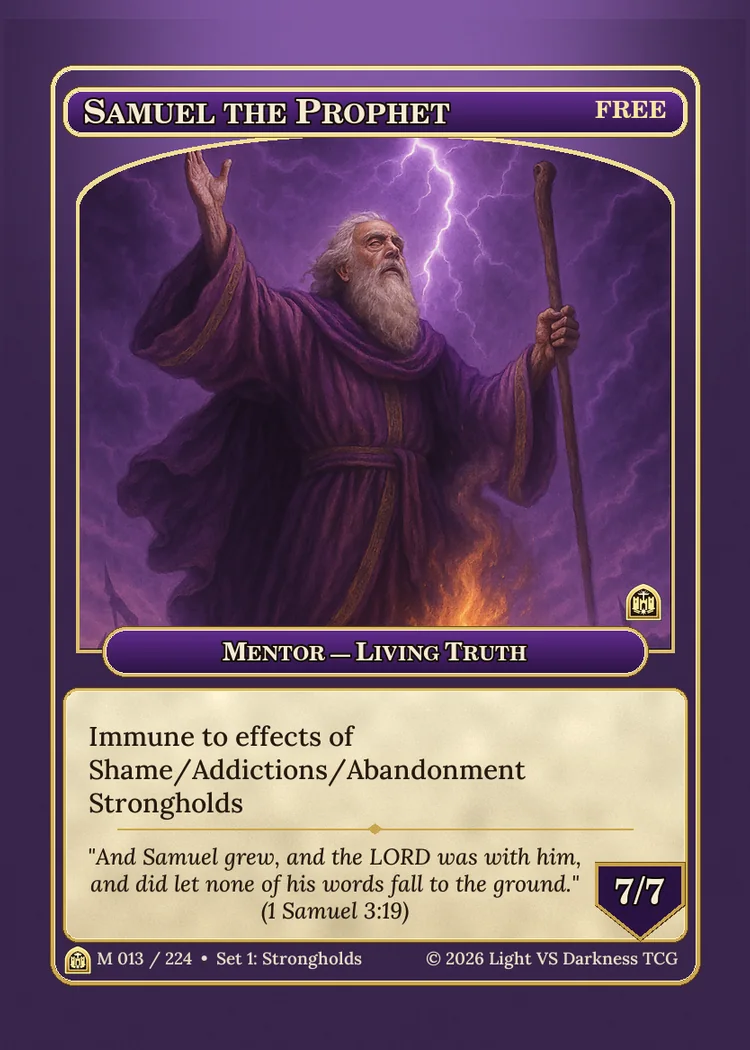 Samuel the Prophet
FREE
Mentor — Living Truth
Immune to effects of
Shame/Addictions/Abandonment
Strongholds
"And Samuel grew, and the LORD was with him,
and did let none of his words fall to the ground."
(1 Samuel 3:19)
7/7
M 013 / 224 • Set 1: Strongholds
© 2026 Light VS Darkness TCG